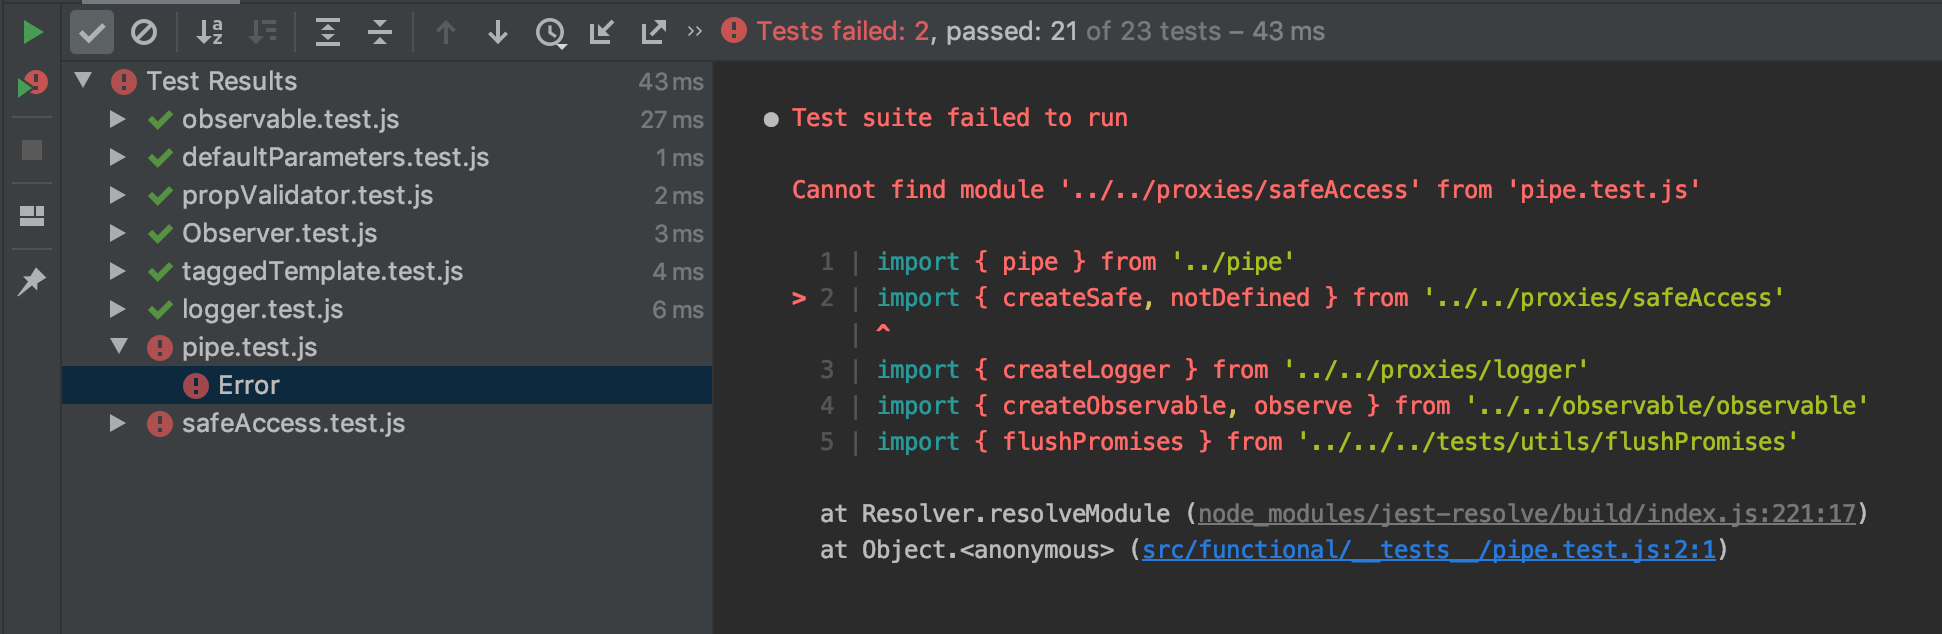 Tests failed: 2, passed: 21 of 23 tests – 43 ms
Test Results 43 ms
observable.test.js 27 ms
defaultParameters.test.js 1 ms
propValidator.test.js 2 ms
Observer.test.js 3 ms
taggedTemplate.test.js 4 ms
logger.test.js 6 ms
pipe.test.js
Error
safeAccess.test.js
● Test suite failed to run
Cannot find module '../../proxies/safeAccess' from 'pipe.test.js'
1 | import { pipe } from '../pipe'
> 2 | import { createSafe, notDefined } from '../../proxies/safeAccess'
| ^
3 | import { createLogger } from '../../proxies/logger'
4 | import { createObservable, observe } from '../../observable/observable'
5 | import { flushPromises } from '../../../tests/utils/flushPromises'
at Resolver.resolveModule (node_modules/jest-resolve/build/index.js:221:17)
at Object.<anonymous> (src/functional/__tests__/pipe.test.js:2:1)